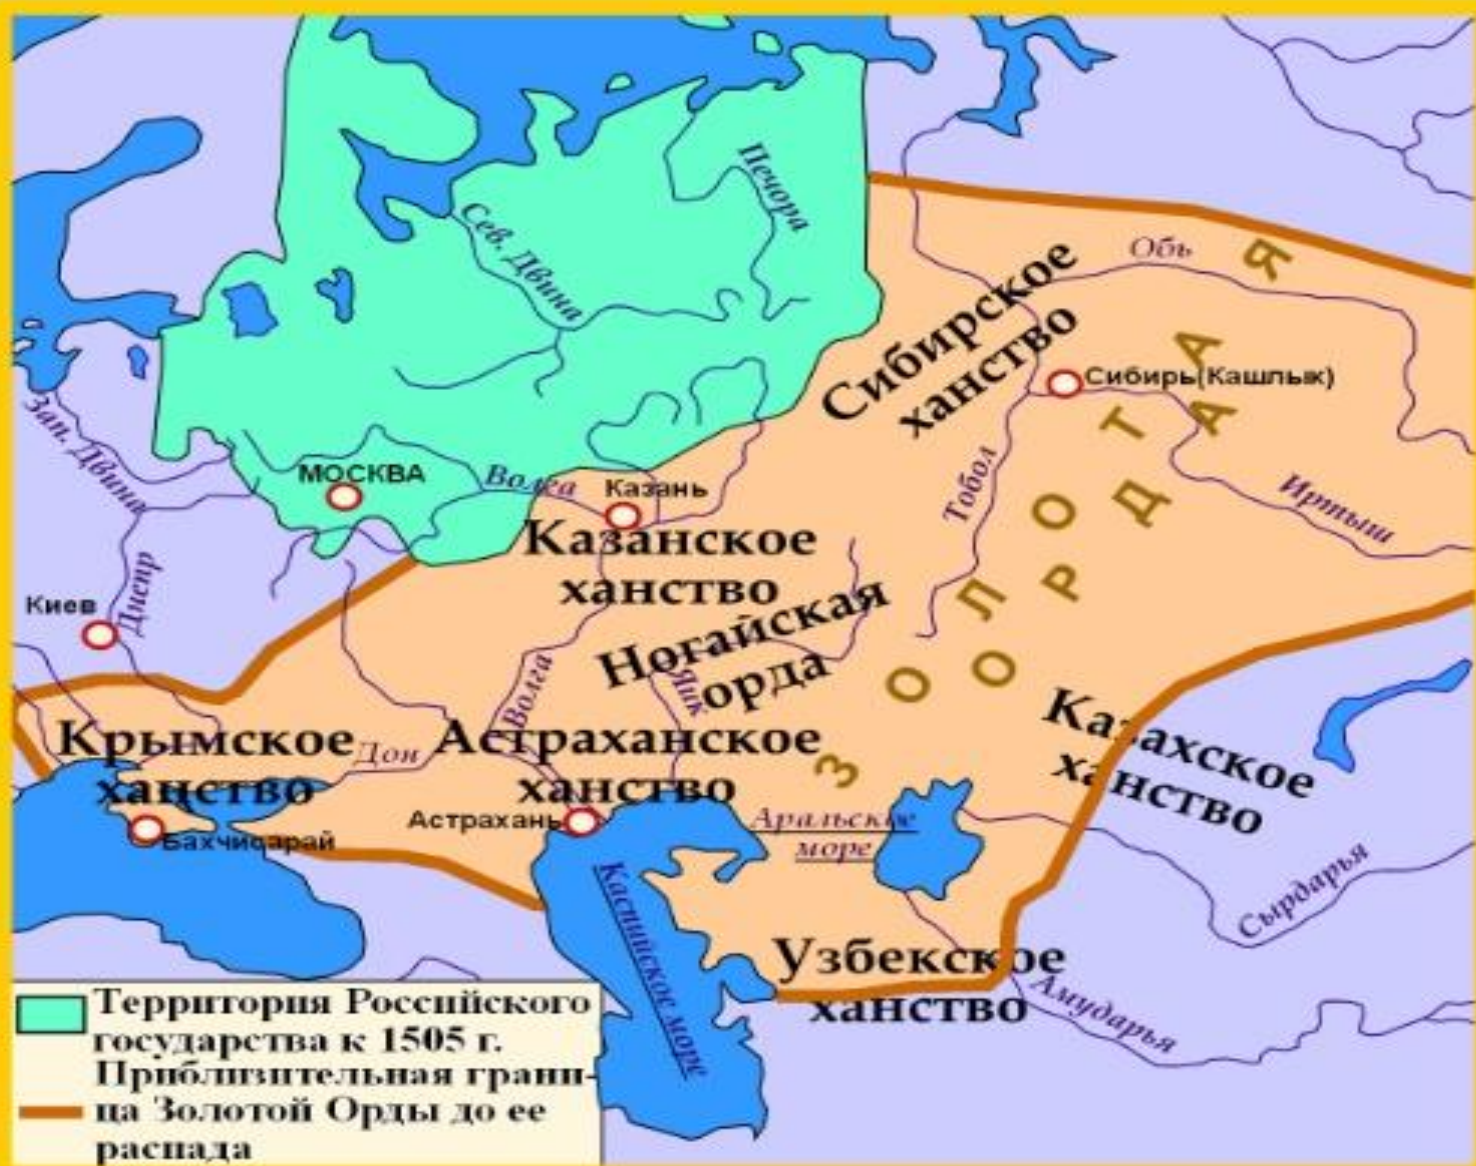 Печора
Сев. Двина
Обь
Сибирское
ханство
Сибирь(Кашлык)
Зап. Двина
МОСКВА
Волга
Казань
Тобол
Иртыш
Казанское
ханство
ЗОЛОТАЯ
ОРДА
Киев
Днепр
Ногайская
орда
Яик
Волга
Казахское
ханство
Крымское
ханство
Дон
Астраханское
ханство
Астрахань
Аральское
море
Бахчисарай
Каспийское море
Сырдарья
Узбекское
ханство
Амударья
Территория Российского
государства к 1505 г.
Приблизительная грани-
ца Золотой Орды до ее
распада